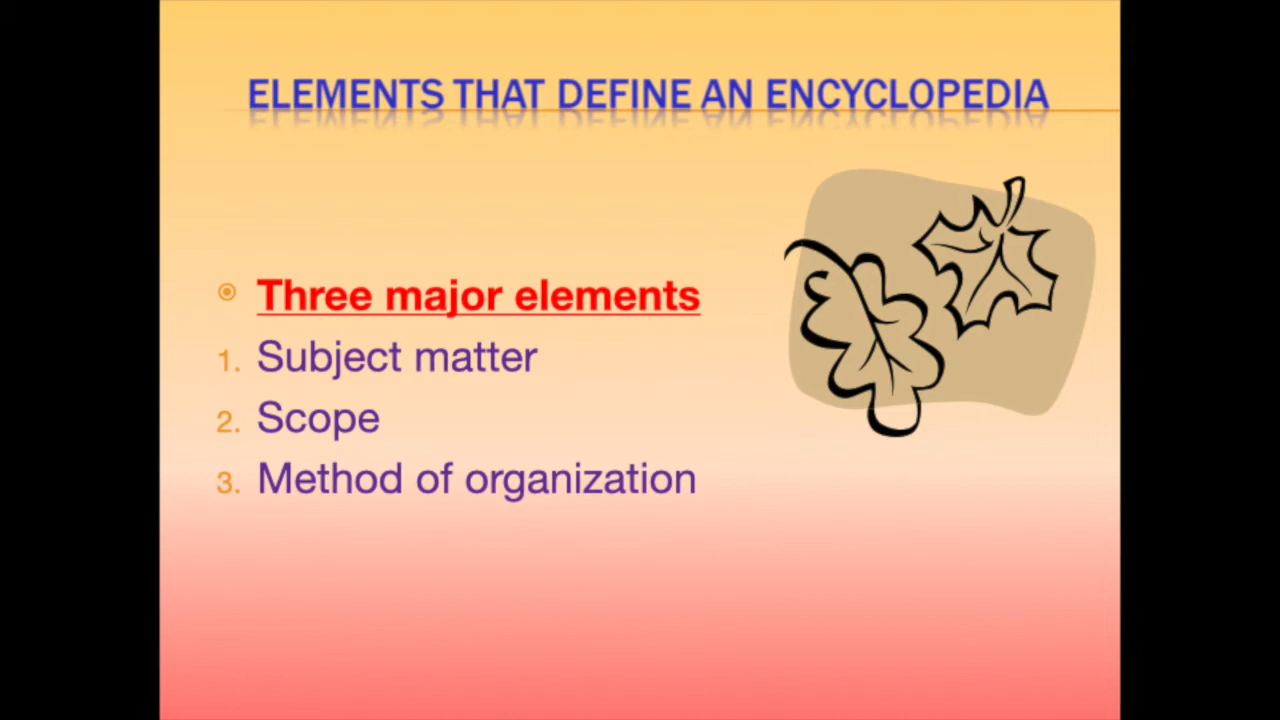 ELEMENTS THAT DEFINE AN ENCYCLOPEDIA
Three major elements
1. Subject matter
2. Scope
3. Method of organization